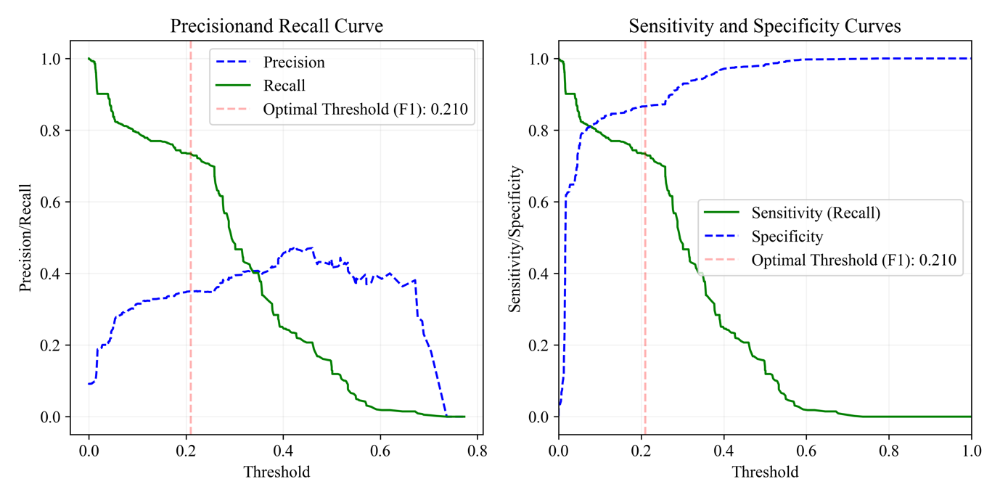 Precisionand Recall Curve
Precision
Recall
Optimal Threshold (F1): 0.210
Precision/Recall
1.0
0.8
0.6
0.4
0.2
0.0
0.0 0.2 0.4 0.6 0.8
Threshold
Sensitivity and Specificity Curves
Sensitivity (Recall)
Specificity
Optimal Threshold (F1): 0.210
Sensitivity/Specificity
1.0
0.8
0.6
0.4
0.2
0.0
0.0 0.2 0.4 0.6 0.8 1.0
Threshold